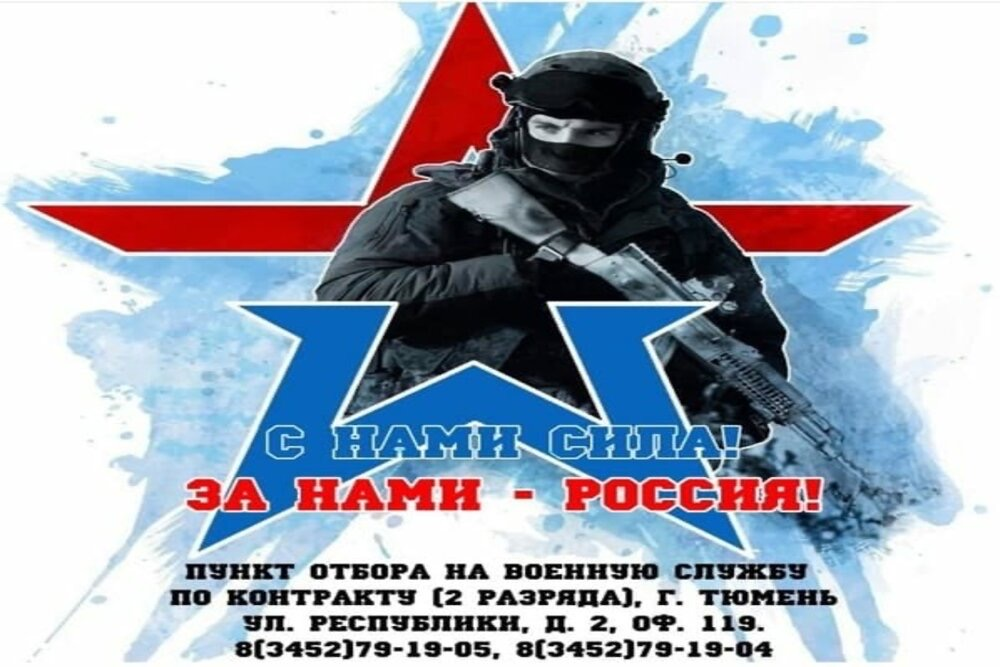 С НАМИ СИЛА!
ЗА НАМИ - РОССИЯ!
ПУНКТ ОТБОРА НА ВОЕННУЮ СЛУЖБУ
ПО КОНТРАКТУ (2 РАЗРЯДА), Г. ТЮМЕНЬ
УЛ. РЕСПУБЛИКИ, Д. 2, ОФ. 119.
8(3452)79-19-05, 8(3452)79-19-04